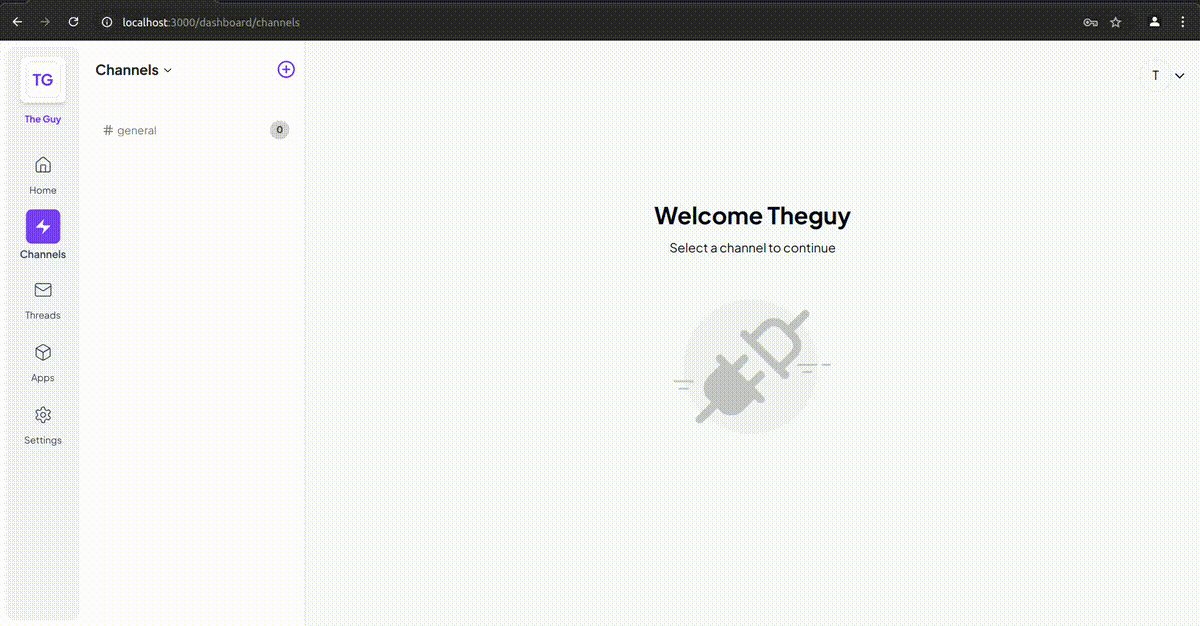 localhost:3000/dashboard/channels
TG
The Guy
Home
Channels
Threads
Apps
Settings
Channels
# general
0
T
Welcome Theguy
Select a channel to continue